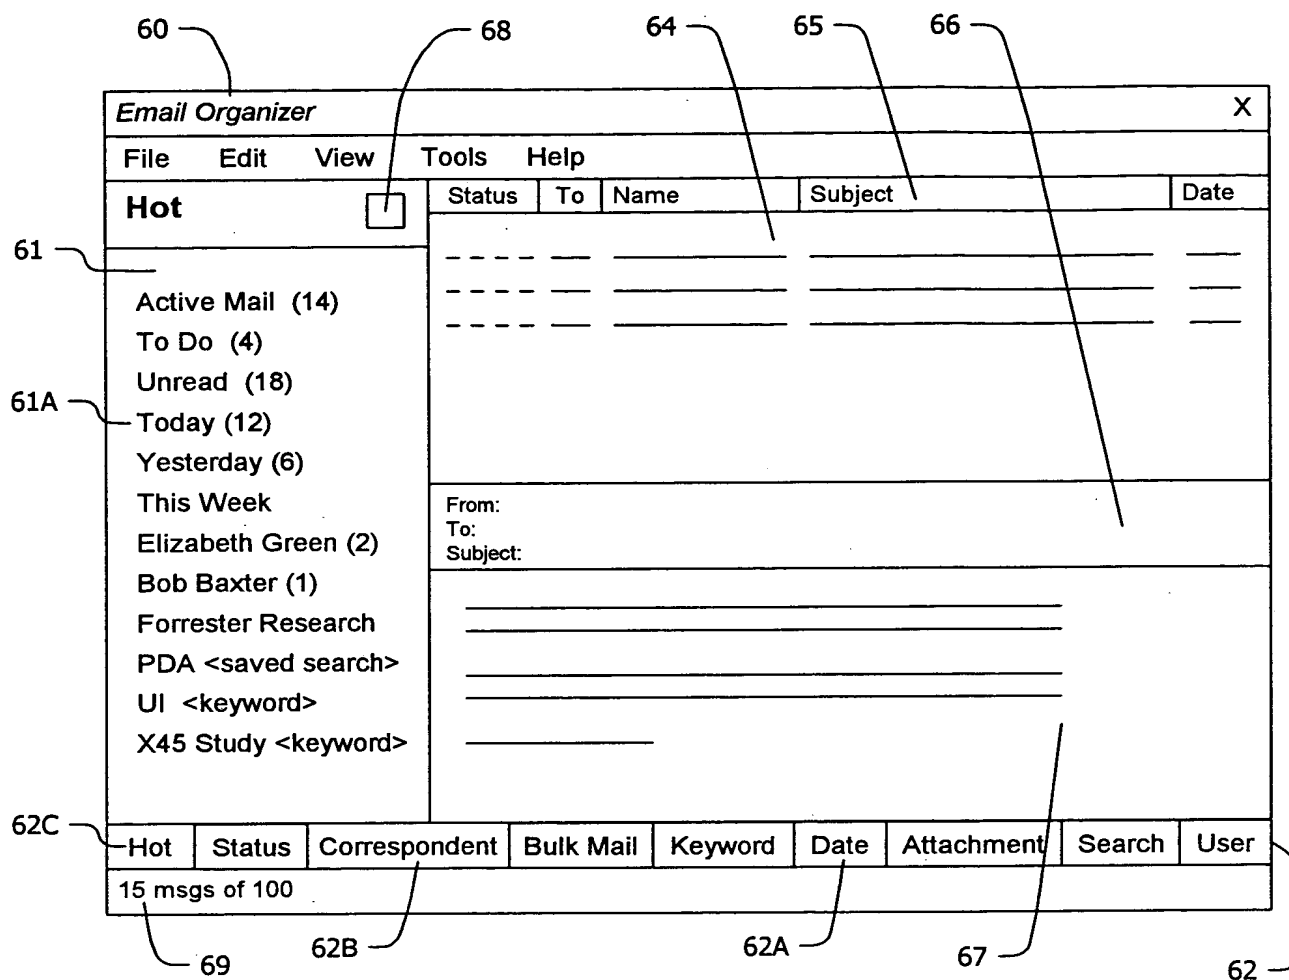 60
68
64
65
66
Email Organizer X
File Edit View Tools Help
Hot
Status To Name Subject Date
61
Active Mail (14)
To Do (4)
Unread (18)
61A
Today (12)
Yesterday (6)
This Week
Elizabeth Green (2)
Bob Baxter (1)
Forrester Research
PDA <saved search>
UI <keyword>
X45 Study <keyword>
From:
To:
Subject:
62C
Hot Status Correspondent Bulk Mail Keyword Date Attachment Search User
15 msgs of 100
69
62B
62A
67
62